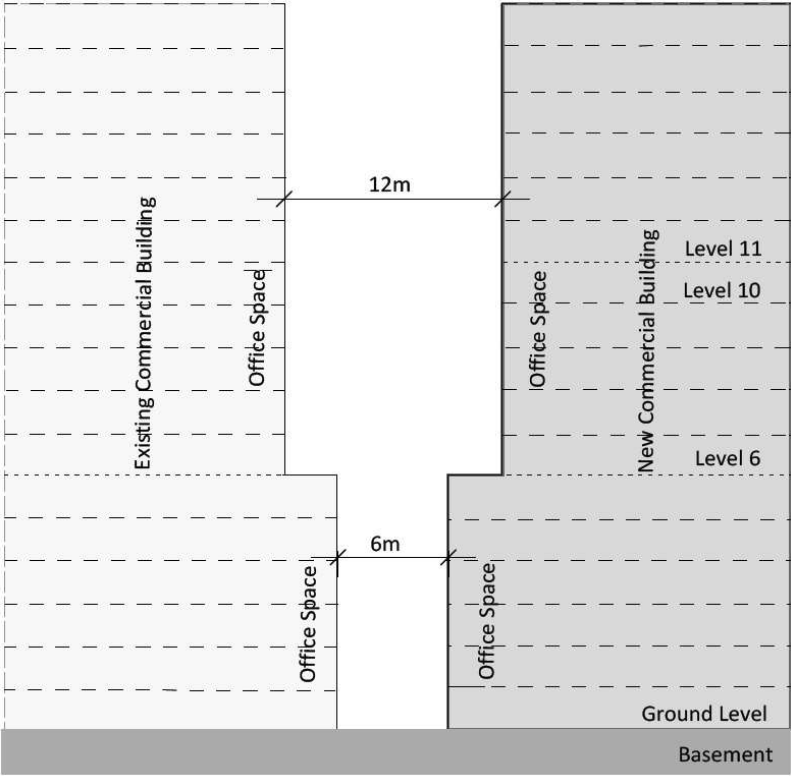 12m
Existing Commercial Building
Office Space
Office Space
New Commercial Building
Level 11
Level 10
Level 6
6m
Office Space
Office Space
Ground Level
Basement